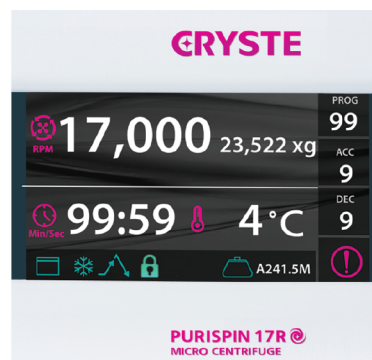 CRYSTE
PROG
99
RPM
17,000 23,522 xg
ACC
9
Min/Sec
99:59 4°C
DEC
9
A241.5M
PURISPIN 17R
MICRO CENTRIFUGE